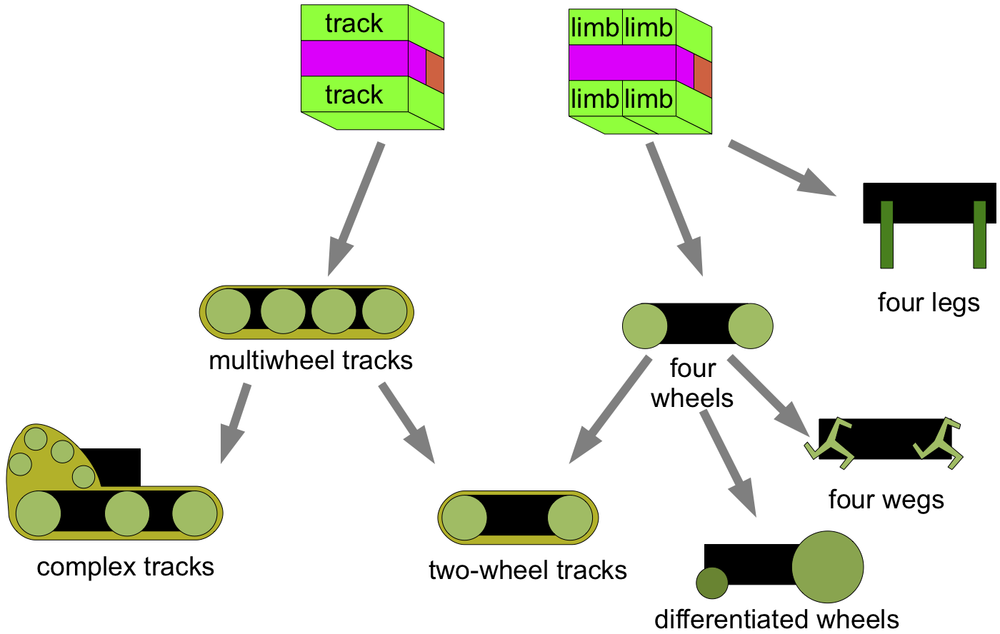 track
track
limb limb
limb limb
four legs
multiwheel tracks
four
wheels
four wegs
complex tracks
two-wheel tracks
differentiated wheels